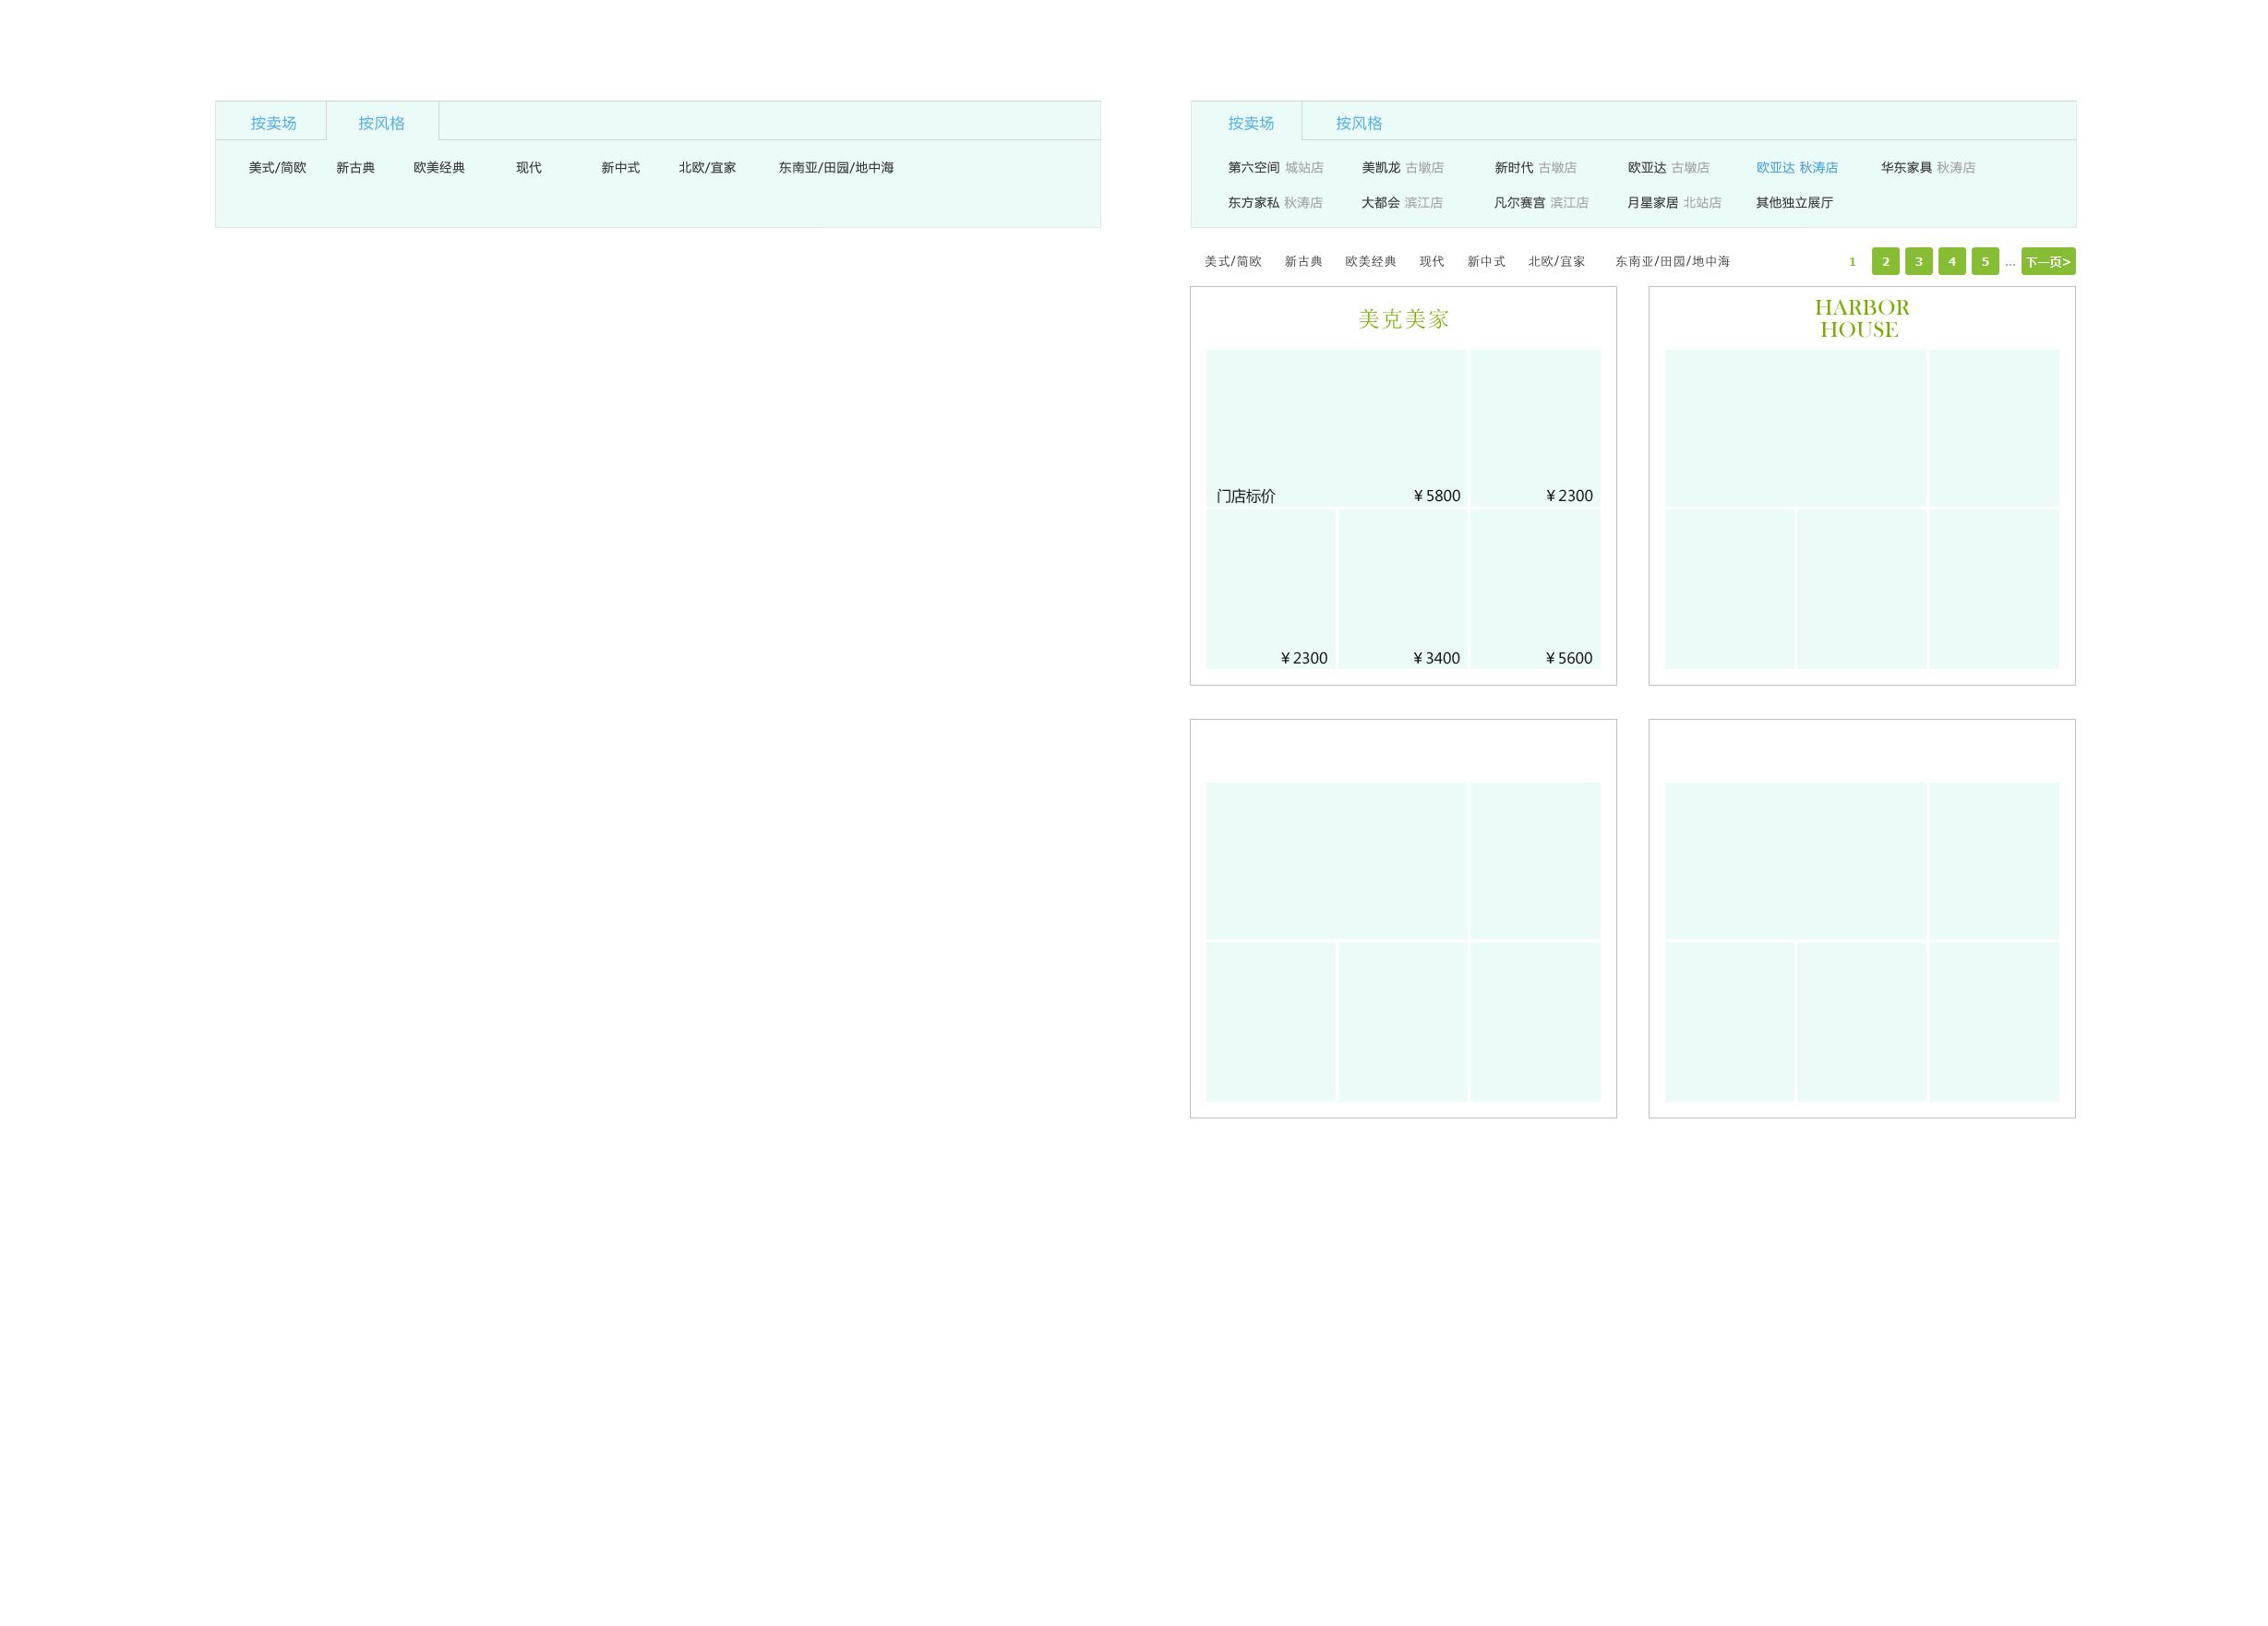 按卖场 按风格
美式/简欧 新古典 欧美经典 现代 新中式 北欧/宜家 东南亚/田园/地中海
按卖场 按风格
第六空间 城站店 美凯龙 古墩店 新时代 古墩店 欧亚达 古墩店 欧亚达 秋涛店 华东家具 秋涛店
东方家私 秋涛店 大都会 滨江店 凡尔赛宫 滨江店 月星家居 北站店 其他独立展厅
美式/简欧 新古典 欧美经典 现代 新中式 北欧/宜家 东南亚/田园/地中海 1 2 3 4 5 ... 下一页>
美克美家
门店标价 ¥5800 ¥2300
¥2300 ¥3400 ¥5600
HARBOR
HOUSE